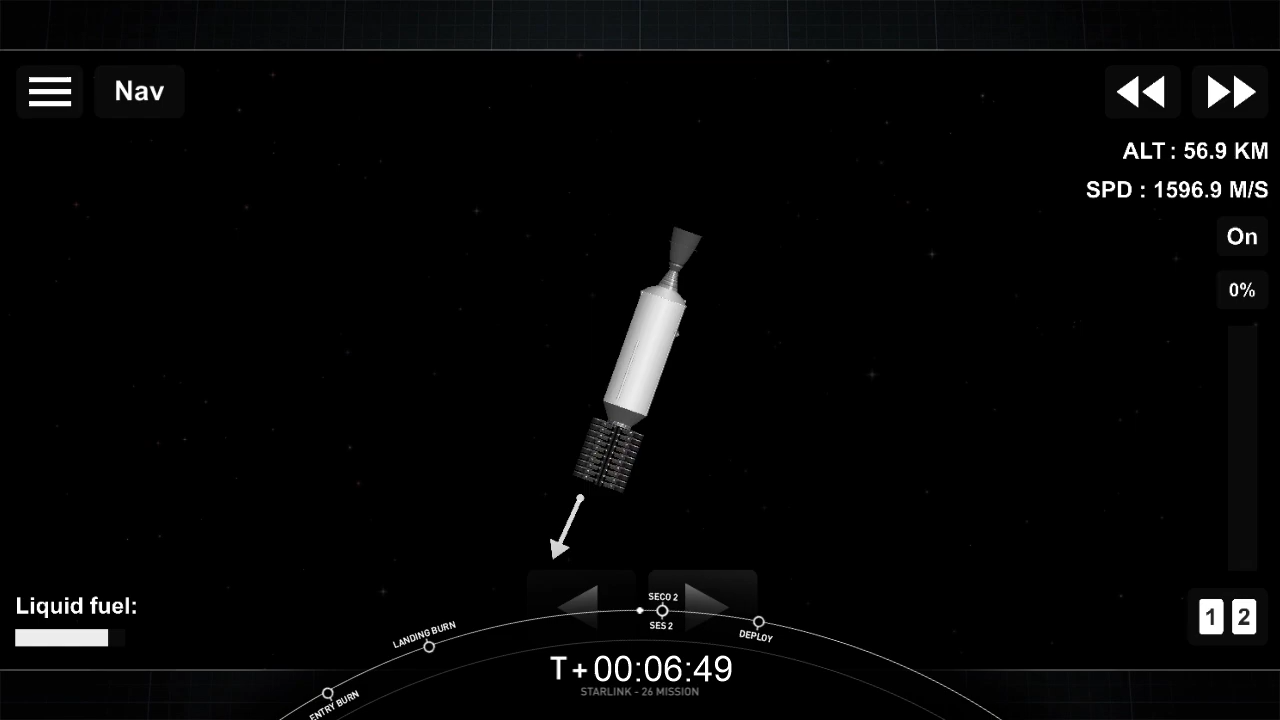 Nav
ALT : 56.9 KM
SPD : 1596.9 M/S
On
0%
Liquid fuel:
1 2
SECO 2
SES 2
LANDING BURN
DEPLOY
ENTRY BURN
T+00:06:49
STARLINK - 26 MISSION